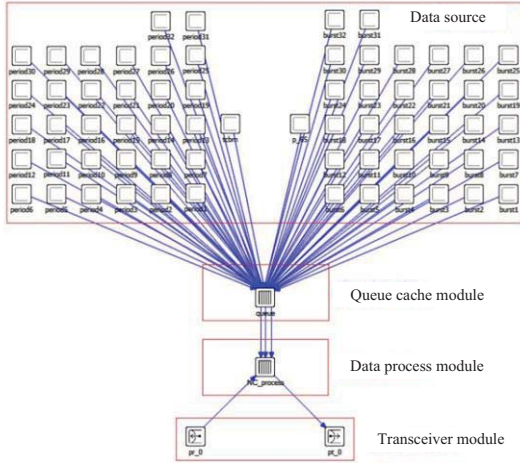 Data source
period32 period31 burst32 burst31
period30 period29 period28 period27 period26 period25 burst30 burst29 burst28 burst27 burst26 burst25
period24 period23 period22 period21 period20 period19 burst24 burst23 burst22 burst21 burst20 burst19
period18 period17 period16 period15 period14 period13 burst18 burst17 burst16 burst15 burst14 burst13
period12 period11 period10 period9 period8 period7 burst12 burst11 burst10 burst9 burst8 burst7
period6 period5 period4 period3 period2 period1 burst6 burst5 burst4 burst3 burst2 burst1
Queue cache module
queue
Data process module
NC_process
Transceiver module
pr_0 pt_0